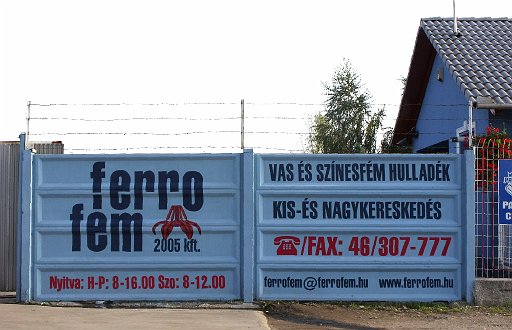 ferro
fem
2005 kft.
Nyitva: H-P: 8-16.00 Szo: 8-12.00
VAS ÉS SZÍNESFÉM HULLADÉK
KIS-ÉS NAGYKERESKEDÉS
☎/FAX: 46/307-777
ferrofem@ferrofem.hu www.ferrofem.hu